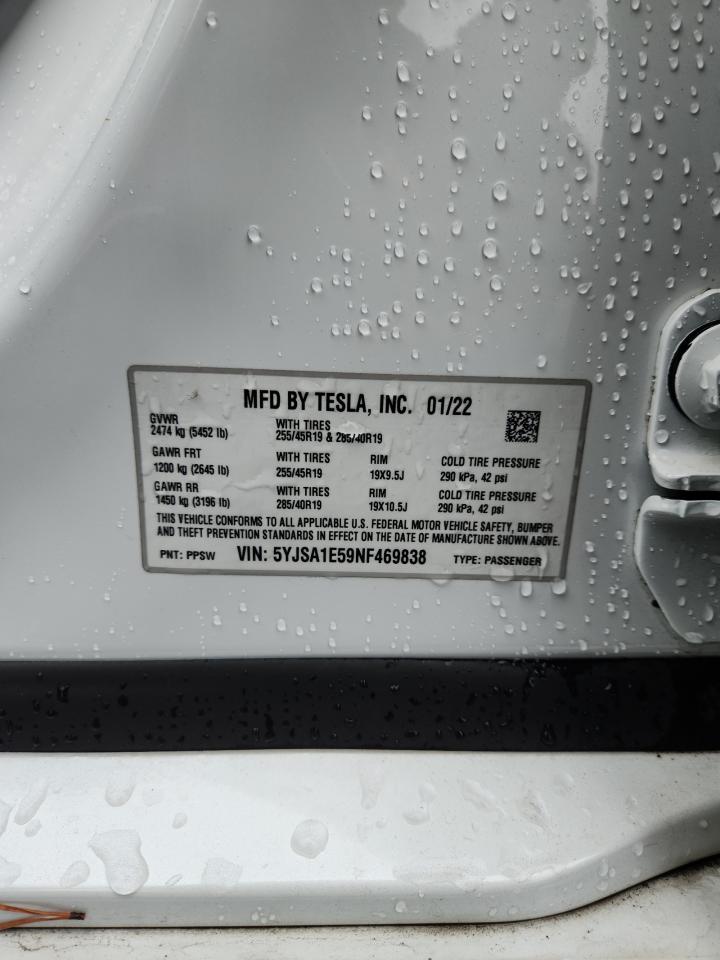 MFD BY TESLA, INC. 01/22
GVWR WITH TIRES
2474 kg (5452 lb) 255/45R19 & 285/40R19
GAWR FRT WITH TIRES RIM COLD TIRE PRESSURE
1200 kg (2645 lb) 255/45R19 19X9.5J 290 kPa, 42 psi
GAWR RR WITH TIRES RIM COLD TIRE PRESSURE
1450 kg (3196 lb) 285/40R19 19X10.5J 290 kPa, 42 psi
THIS VEHICLE CONFORMS TO ALL APPLICABLE U.S. FEDERAL MOTOR VEHICLE SAFETY, BUMPER
AND THEFT PREVENTION STANDARDS IN EFFECT ON THE DATE OF MANUFACTURE SHOWN ABOVE.
PNT: PPSW VIN: 5YJSA1E59NF469838 TYPE: PASSENGER